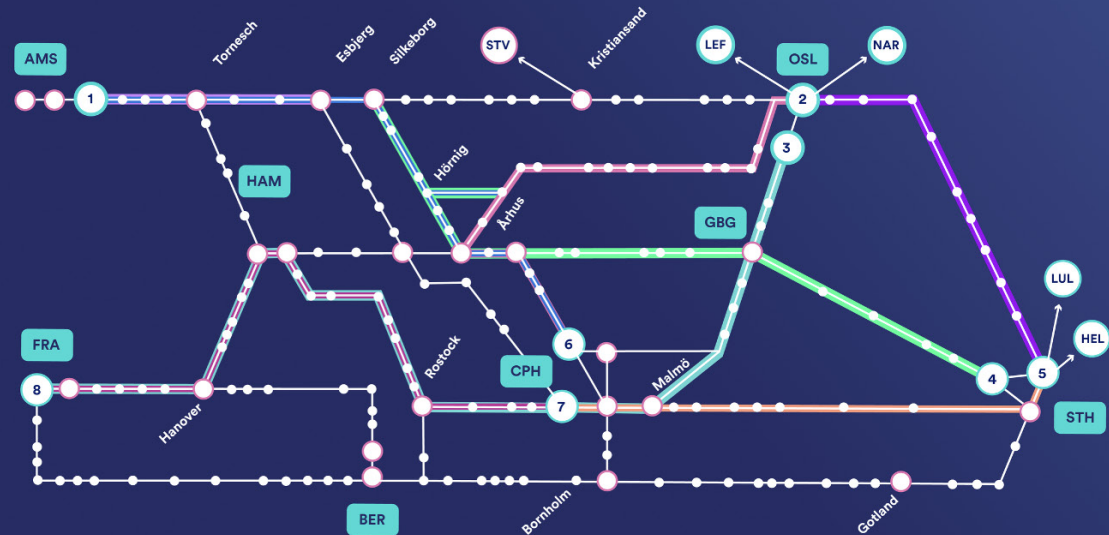 AMS
Tornesch
Esbjerg
Silkeborg
STV
Kristiansand
LEF
OSL
NAR
1
2
3
Hörnig
HAM
Århus
GBG
LUL
HEL
FRA
Rostock
6
CPH
Malmö
4
5
8
Hanover
7
STH
BER
Bornholm
Gotland